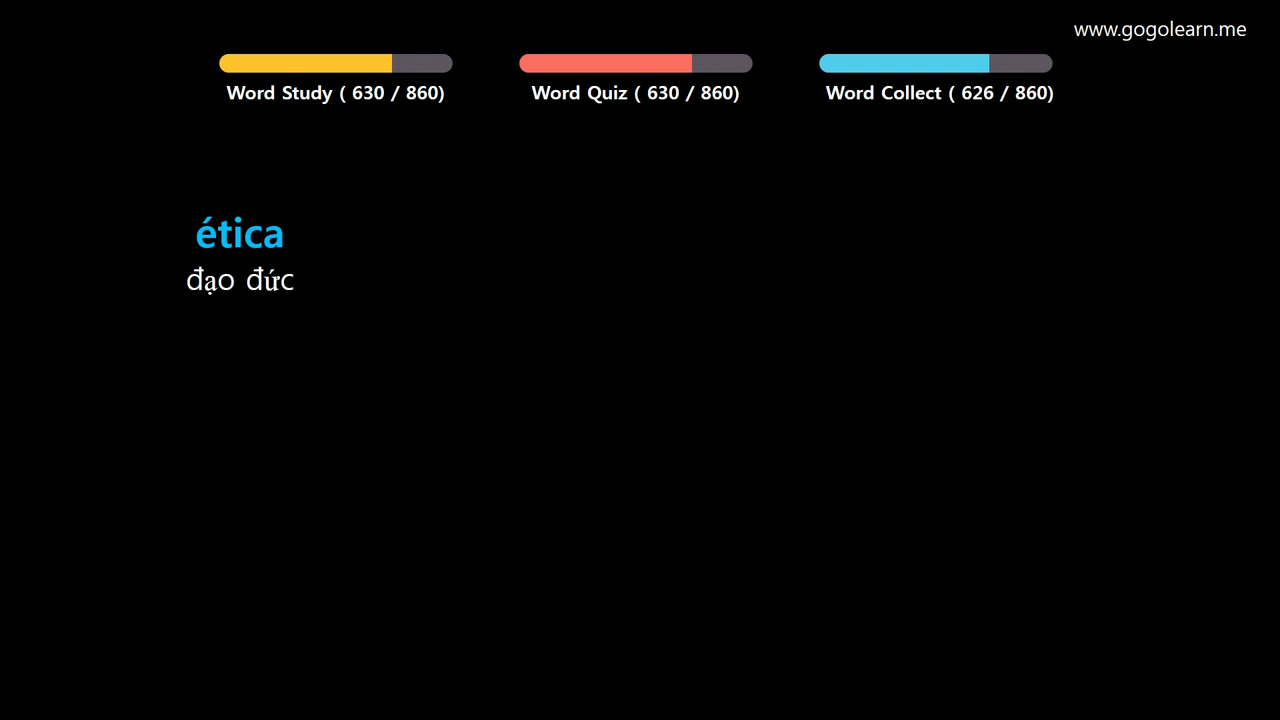 www.gogolearn.me
Word Study ( 630 / 860)
Word Quiz ( 630 / 860)
Word Collect ( 626 / 860)
ética
đạo đức